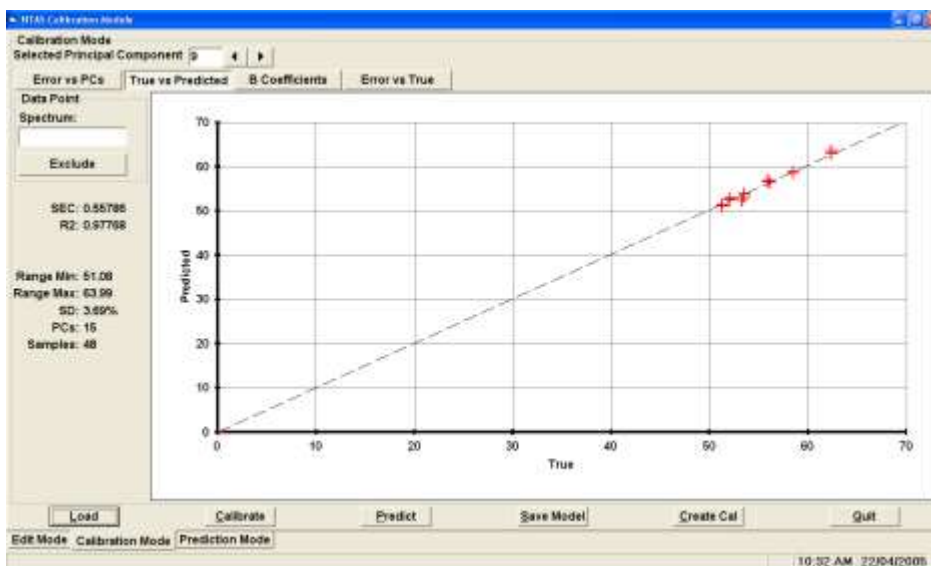 NTAS Calibration Module
Calibration Mode
Selected Principal Component 9
Error vs PCs True vs Predicted B Coefficients Error vs True
Data Point
Spectrum:
Exclude
SEC: 0.55786
R2: 0.97768
Range Min: 51.08
Range Max: 63.99
SD: 3.69%
PCs: 15
Samples: 48
70
60
50
40
30
20
10
0
Predicted
0 10 20 30 40 50 60 70
True
Load Calibrate Predict Save Model Create Cal Quit
Edit Mode Calibration Mode Prediction Mode
10:32 AM 22/04/2005